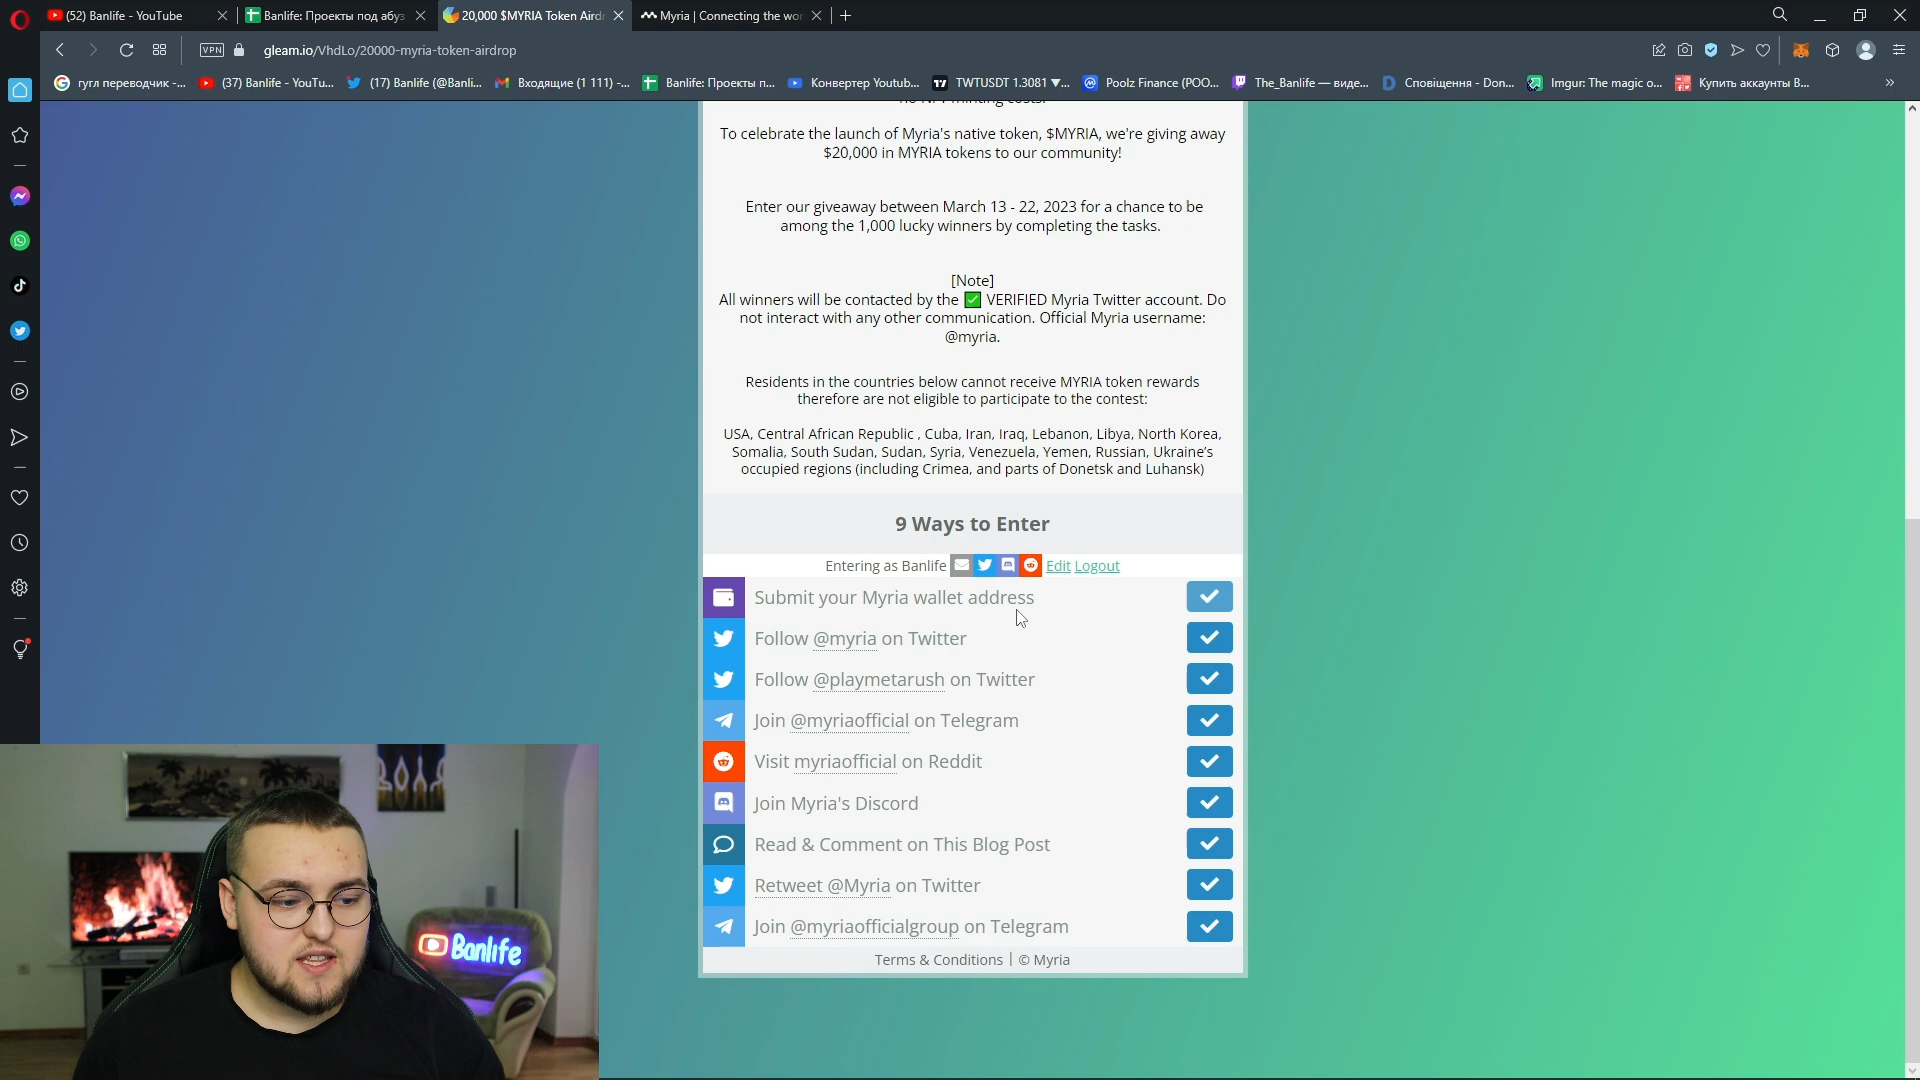 (52) Banlife - YouTube
Banlife: Проекты под абуз
20,000 $MYRIA Token Aird
Myria | Connecting the wor
VPN
gleam.io/VhdLo/20000-myria-token-airdrop
гугл переводчик -...
(37) Banlife - YouTu...
(17) Banlife (@Banli...
Входящие (1 111) -...
Banlife: Проекты п...
Конвертер Youtub...
TWTUSDT 1.3081 ▼...
Poolz Finance (POO...
The_Banlife — виде...
Сповіщення - Don...
Imgur: The magic o...
Купить аккаунты В...
no NFT minting costs.
To celebrate the launch of Myria's native token, $MYRIA, we're giving away
$20,000 in MYRIA tokens to our community!
Enter our giveaway between March 13 - 22, 2023 for a chance to be
among the 1,000 lucky winners by completing the tasks.
[Note]
All winners will be contacted by the ✅ VERIFIED Myria Twitter account. Do
not interact with any other communication. Official Myria username:
@myria.
Residents in the countries below cannot receive MYRIA token rewards
therefore are not eligible to participate to the contest:
USA, Central African Republic , Cuba, Iran, Iraq, Lebanon, Libya, North Korea,
Somalia, South Sudan, Sudan, Syria, Venezuela, Yemen, Russian, Ukraine's
occupied regions (including Crimea, and parts of Donetsk and Luhansk)
9 Ways to Enter
Entering as Banlife Edit Logout
Submit your Myria wallet address
Follow @myria on Twitter
Follow @playmetarush on Twitter
Join @myriaofficial on Telegram
Visit myriaofficial on Reddit
Join Myria's Discord
Read & Comment on This Blog Post
Retweet @Myria on Twitter
Join @myriaofficialgroup on Telegram
Terms & Conditions | © Myria
Banlife